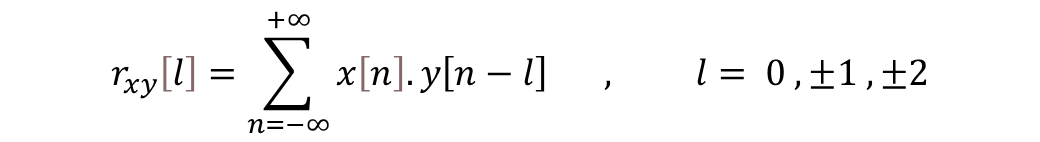 r_{xy}[l] = \sum_{n=-\infty}^{+\infty} x[n].y[n − l] , l = 0 ,±1 ,±2